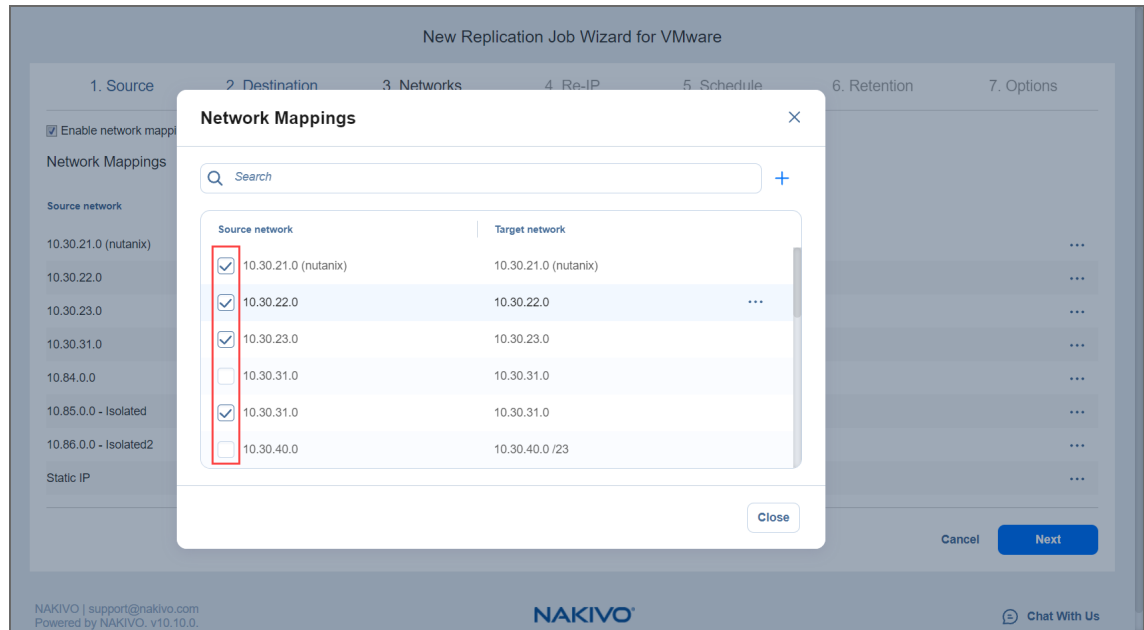 New Replication Job Wizard for VMware
1. Source 2. Destination 3. Networks 4. Re-IP 5. Schedule 6. Retention 7. Options
Enable network mappi
Network Mappings
Source network
10.30.21.0 (nutanix) ...
10.30.22.0 ...
10.30.23.0 ...
10.30.31.0 ...
10.84.0.0 ...
10.85.0.0 - Isolated ...
10.86.0.0 - Isolated2 ...
Static IP ...
Network Mappings
Search
Source network Target network
10.30.21.0 (nutanix) 10.30.21.0 (nutanix)
10.30.22.0 10.30.22.0 ...
10.30.23.0 10.30.23.0
10.30.31.0 10.30.31.0
10.30.31.0 10.30.31.0
10.30.40.0 10.30.40.0 /23
Close
Cancel Next
NAKIVO | support@nakivo.com
Powered by NAKIVO. v10.10.0.
NAKIVO®
Chat With Us